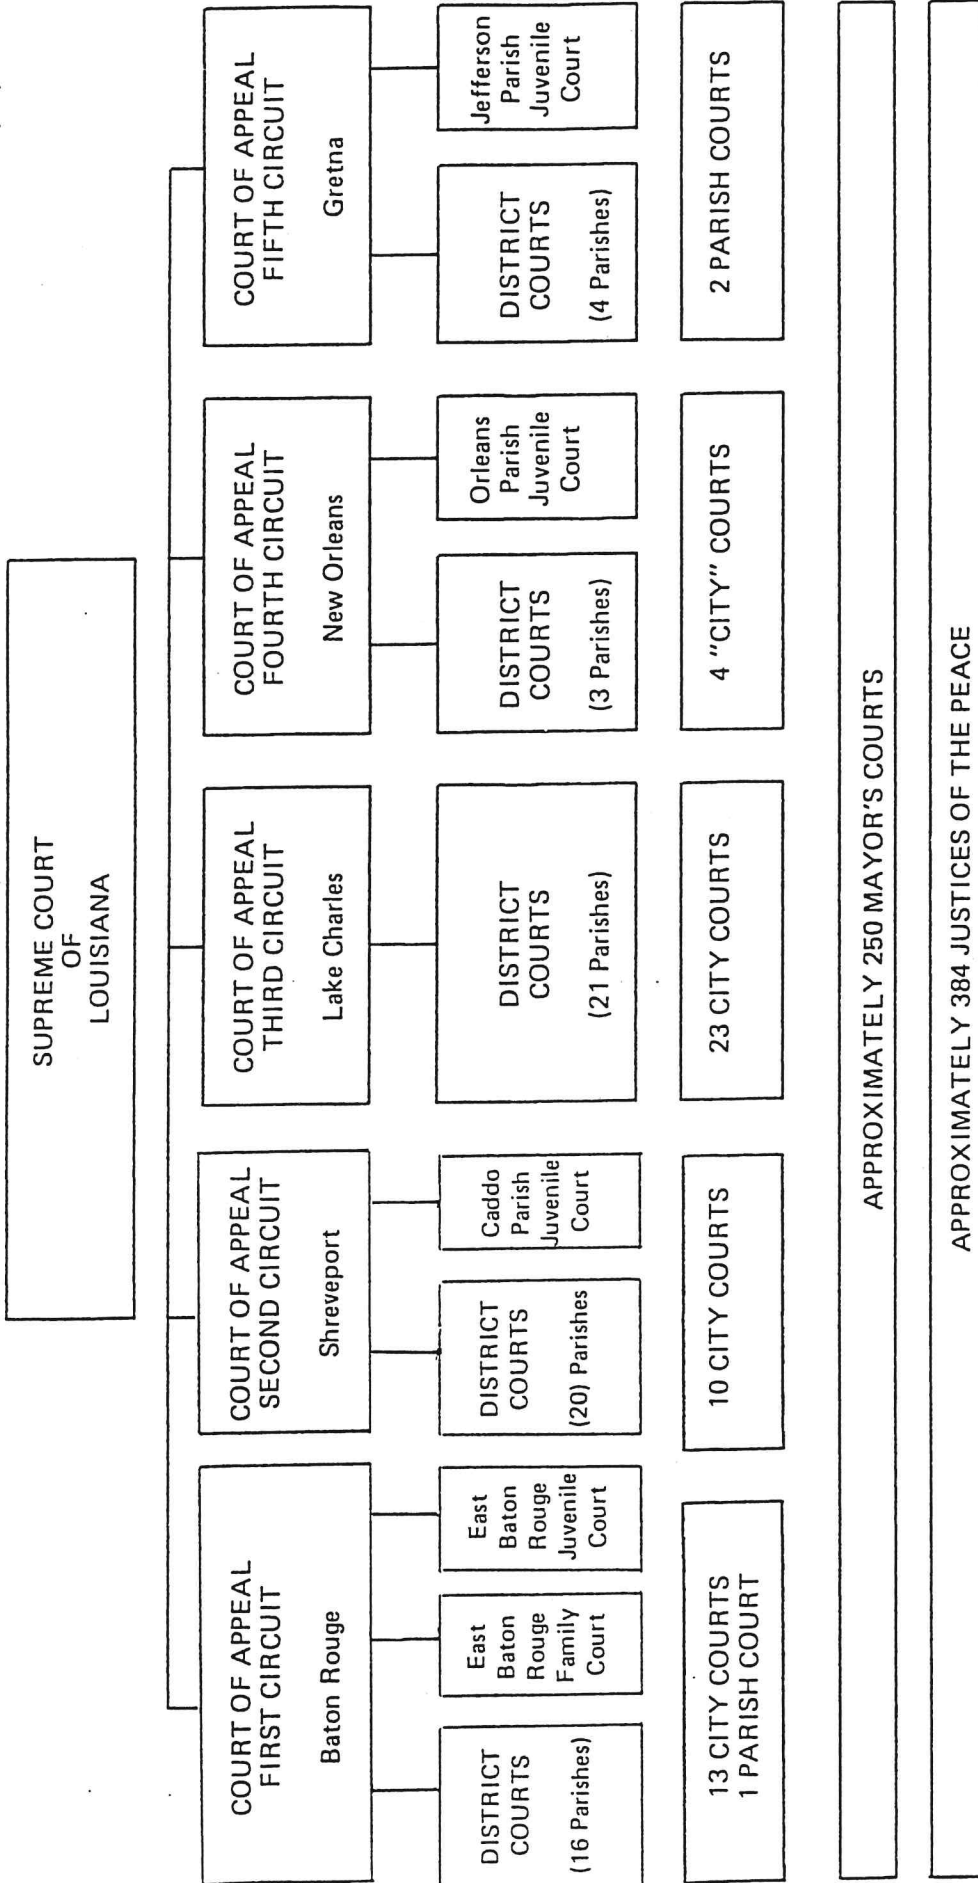 SUPREME COURT
OF
LOUISIANA
COURT OF APPEAL
FIRST CIRCUIT
Baton Rouge
COURT OF APPEAL
SECOND CIRCUIT
Shreveport
COURT OF APPEAL
THIRD CIRCUIT
Lake Charles
COURT OF APPEAL
FOURTH CIRCUIT
New Orleans
COURT OF APPEAL
FIFTH CIRCUIT
Gretna
DISTRICT
COURTS
(16 Parishes)
East
Baton
Rouge
Family
Court
East
Baton
Rouge
Juvenile
Court
DISTRICT
COURTS
(20) Parishes
Caddo
Parish
Juvenile
Court
DISTRICT
COURTS
(21 Parishes)
DISTRICT
COURTS
(3 Parishes)
Orleans
Parish
Juvenile
Court
DISTRICT
COURTS
(4 Parishes)
Jefferson
Parish
Juvenile
Court
13 CITY COURTS
1 PARISH COURT
10 CITY COURTS
23 CITY COURTS
4 "CITY" COURTS
2 PARISH COURTS
APPROXIMATELY 250 MAYOR'S COURTS
APPROXIMATELY 384 JUSTICES OF THE PEACE